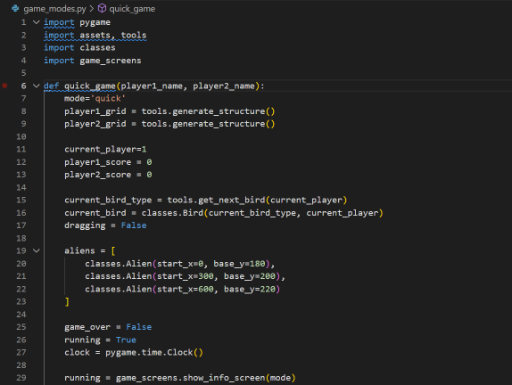 game_modes.py > quick_game
1 import pygame
2 import assets, tools
3 import classes
4 import game_screens
5
6 def quick_game(player1_name, player2_name):
7     mode='quick'
8     player1_grid = tools.generate_structure()
9     player2_grid = tools.generate_structure()
10
11     current_player=1
12     player1_score = 0
13     player2_score = 0
14
15     current_bird_type = tools.get_next_bird(current_player)
16     current_bird = classes.Bird(current_bird_type, current_player)
17     dragging = False
18
19     aliens = [
20         classes.Alien(start_x=0, base_y=180),
21         classes.Alien(start_x=300, base_y=200),
22         classes.Alien(start_x=600, base_y=220)
23     ]
24
25     game_over = False
26     running = True
27     clock = pygame.time.Clock()
28
29     running = game_screens.show_info_screen(mode)